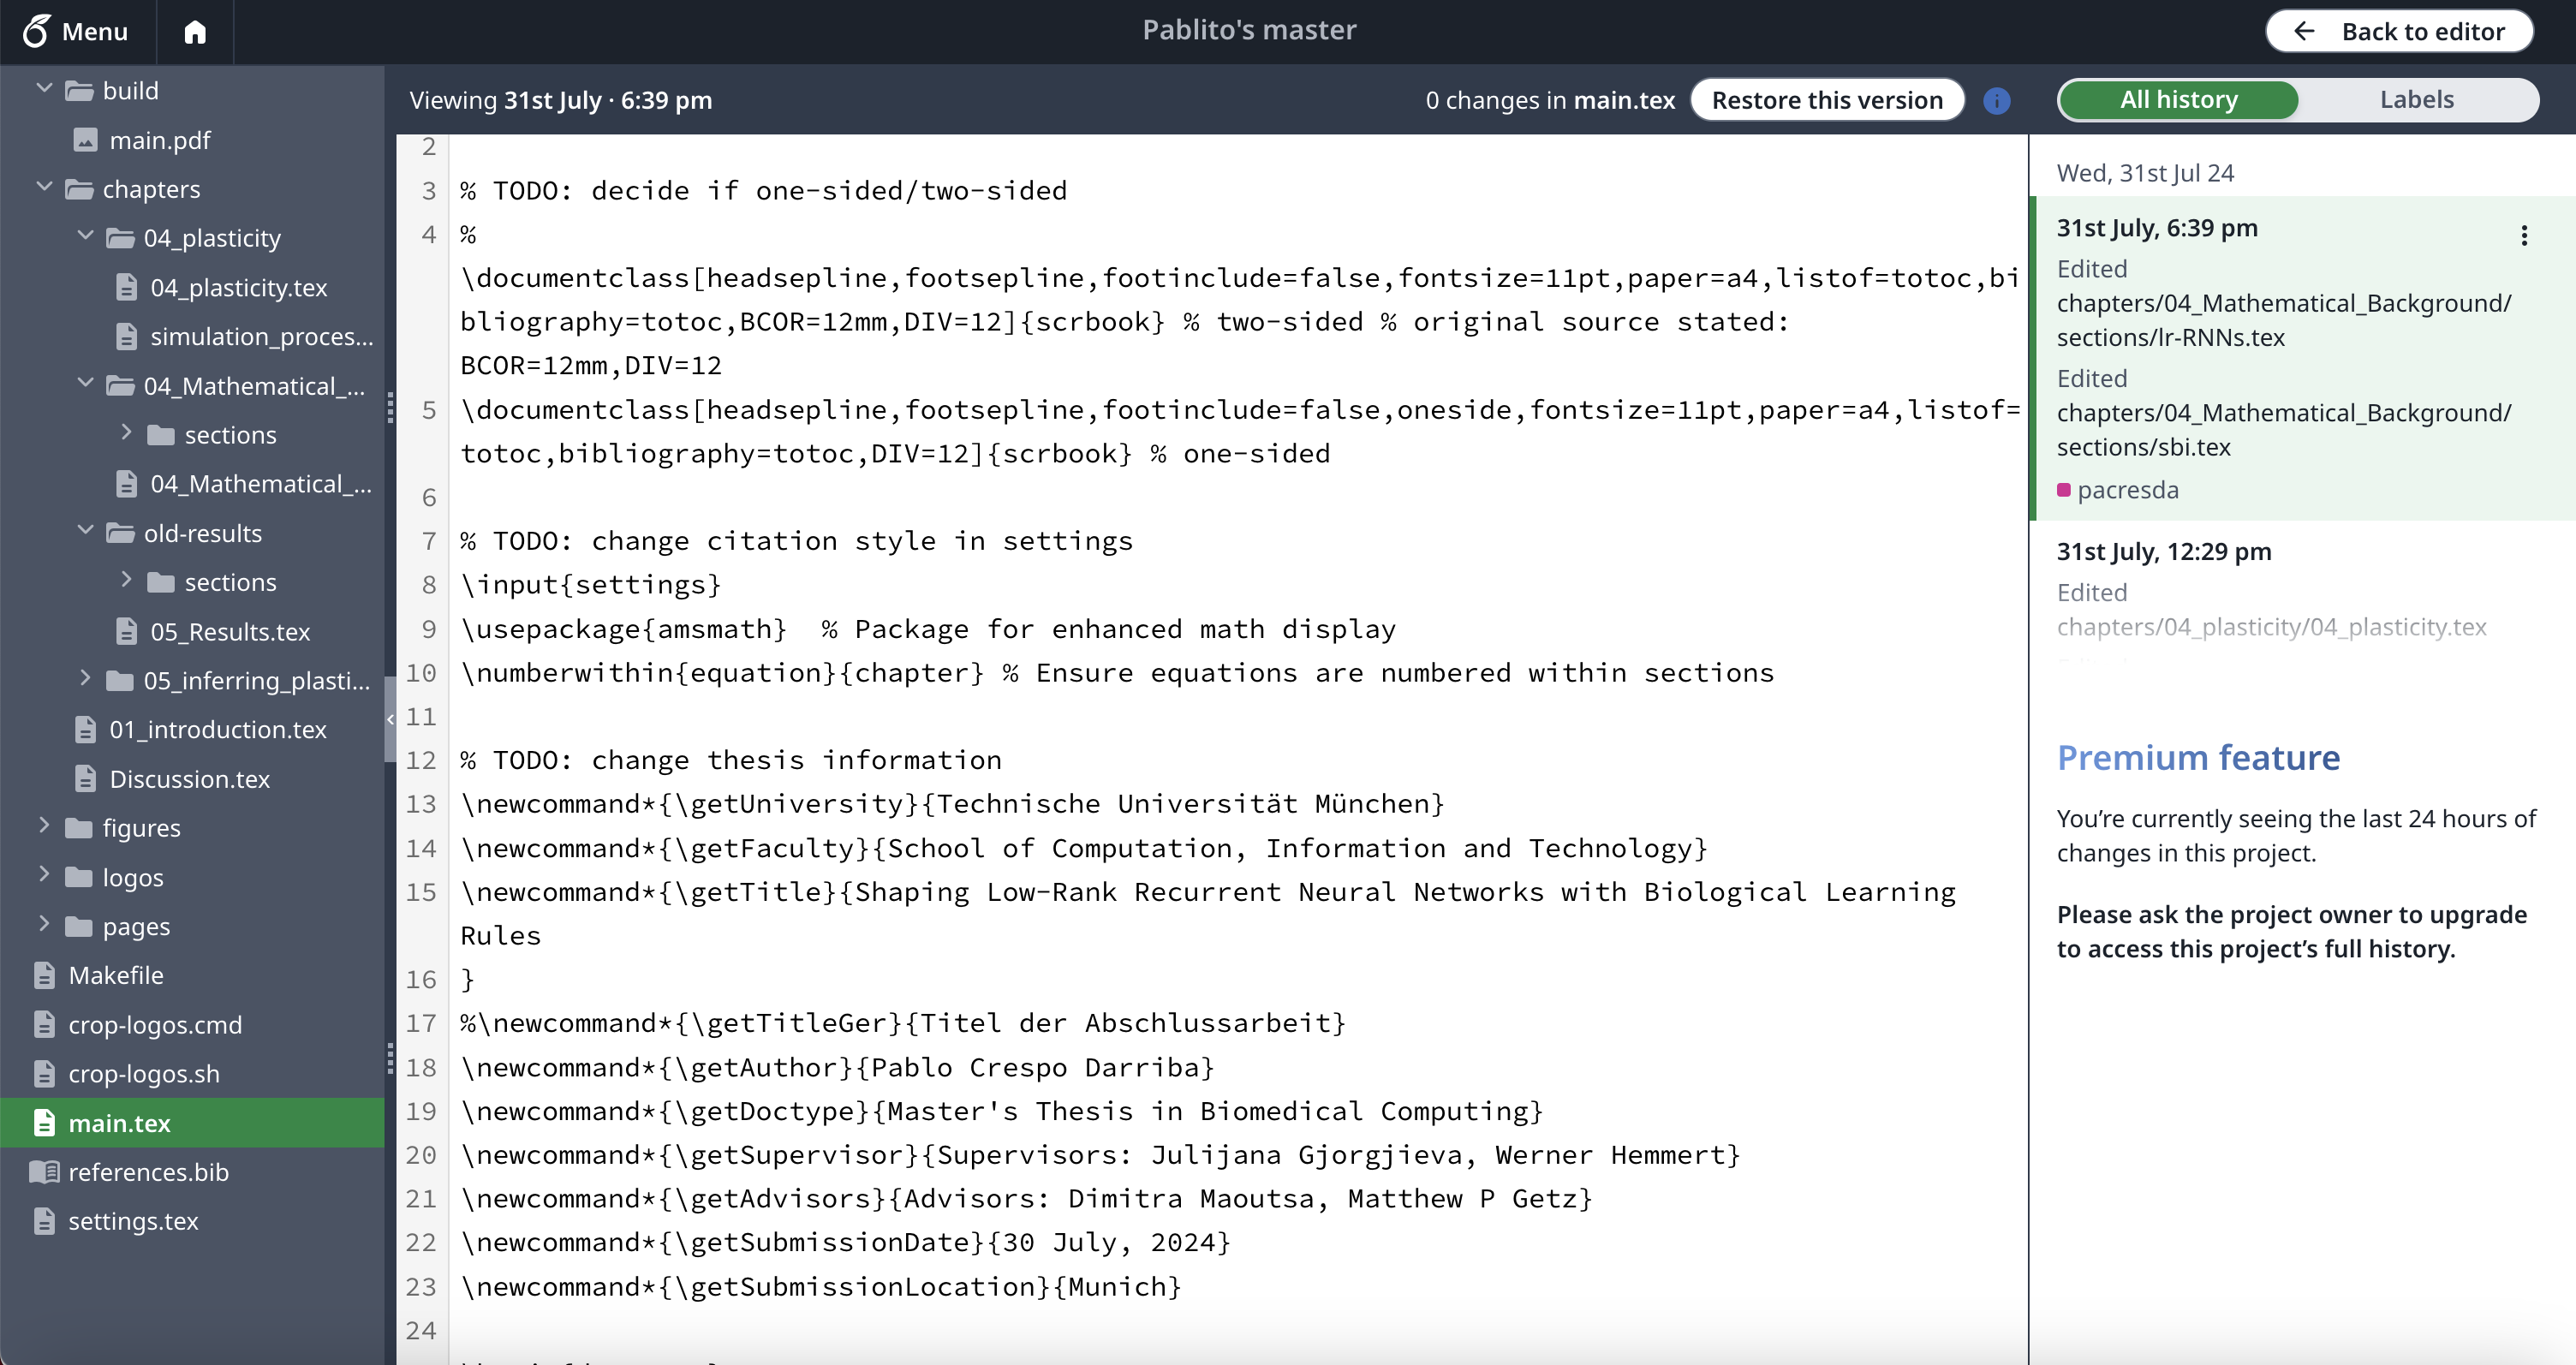 Menu
Pablito's master
Back to editor
build
main.pdf
chapters
04_plasticity
04_plasticity.tex
simulation_proces...
04_Mathematical_...
sections
04_Mathematical_...
old-results
sections
05_Results.tex
05_inferring_plasti...
01_introduction.tex
Discussion.tex
figures
logos
pages
Makefile
crop-logos.cmd
crop-logos.sh
main.tex
references.bib
settings.tex
Viewing 31st July · 6:39 pm
0 changes in main.tex
Restore this version
2
3 % TODO: decide if one-sided/two-sided
4 %
\documentclass[headsepline,footsepline,footinclude=false,fontsize=11pt,paper=a4,listof=totoc,bi
bliography=totoc,BCOR=12mm,DIV=12]{scrbook} % two-sided % original source stated:
BCOR=12mm,DIV=12
5 \documentclass[headsepline,footsepline,footinclude=false,oneside,fontsize=11pt,paper=a4,listof=
totoc,bibliography=totoc,DIV=12]{scrbook} % one-sided
6
7 % TODO: change citation style in settings
8 \input{settings}
9 \usepackage{amsmath}  % Package for enhanced math display
10 \numberwithin{equation}{chapter} % Ensure equations are numbered within sections
11
12 % TODO: change thesis information
13 \newcommand*{\getUniversity}{Technische Universität München}
14 \newcommand*{\getFaculty}{School of Computation, Information and Technology}
15 \newcommand*{\getTitle}{Shaping Low-Rank Recurrent Neural Networks with Biological Learning
Rules
16 }
17 %\newcommand*{\getTitleGer}{Titel der Abschlussarbeit}
18 \newcommand*{\getAuthor}{Pablo Crespo Darriba}
19 \newcommand*{\getDoctype}{Master's Thesis in Biomedical Computing}
20 \newcommand*{\getSupervisor}{Supervisors: Julijana Gjorgjieva, Werner Hemmert}
21 \newcommand*{\getAdvisors}{Advisors: Dimitra Maoutsa, Matthew P Getz}
22 \newcommand*{\getSubmissionDate}{30 July, 2024}
23 \newcommand*{\getSubmissionLocation}{Munich}
24
All history
Labels
Wed, 31st Jul 24
31st July, 6:39 pm
Edited
chapters/04_Mathematical_Background/
sections/lr-RNNs.tex
Edited
chapters/04_Mathematical_Background/
sections/sbi.tex
pacresda
31st July, 12:29 pm
Edited
chapters/04_plasticity/04_plasticity.tex
Premium feature
You’re currently seeing the last 24 hours of
changes in this project.
Please ask the project owner to upgrade
to access this project’s full history.